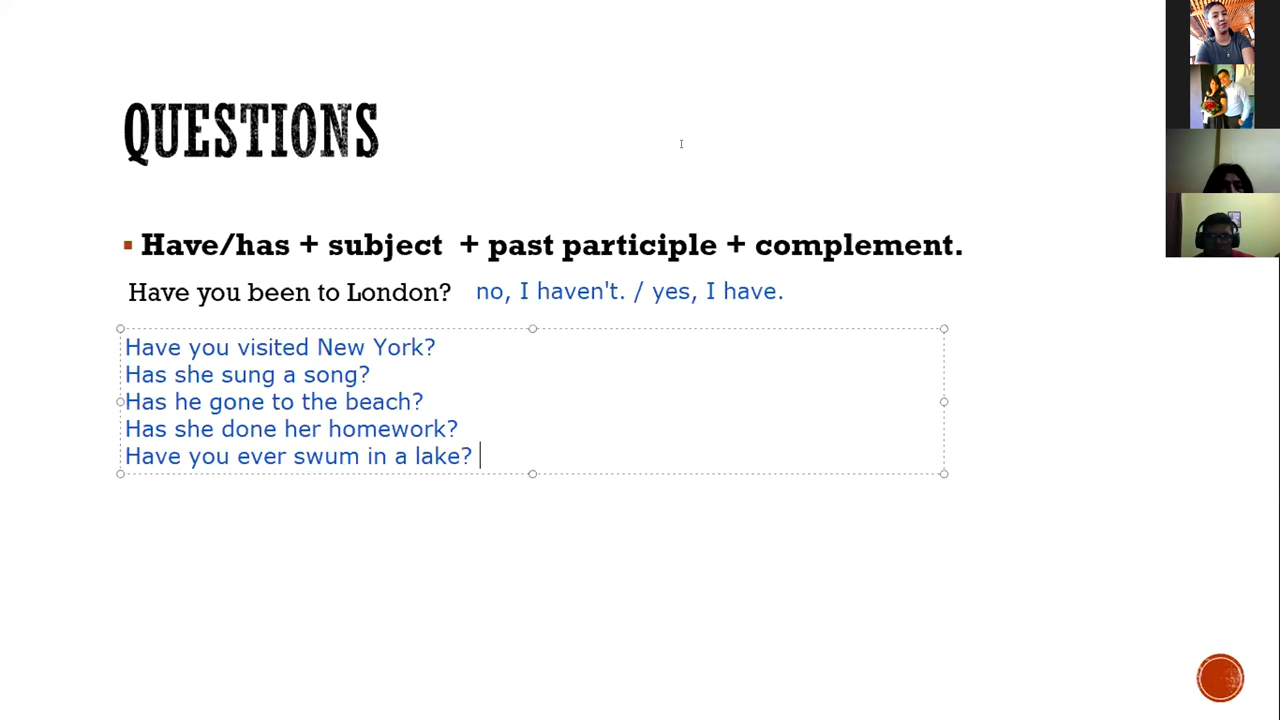 QUESTIONS
Have/has + subject + past participle + complement.
Have you been to London? no, I haven't. / yes, I have.
Have you visited New York?
Has she sung a song?
Has he gone to the beach?
Has she done her homework?
Have you ever swum in a lake?